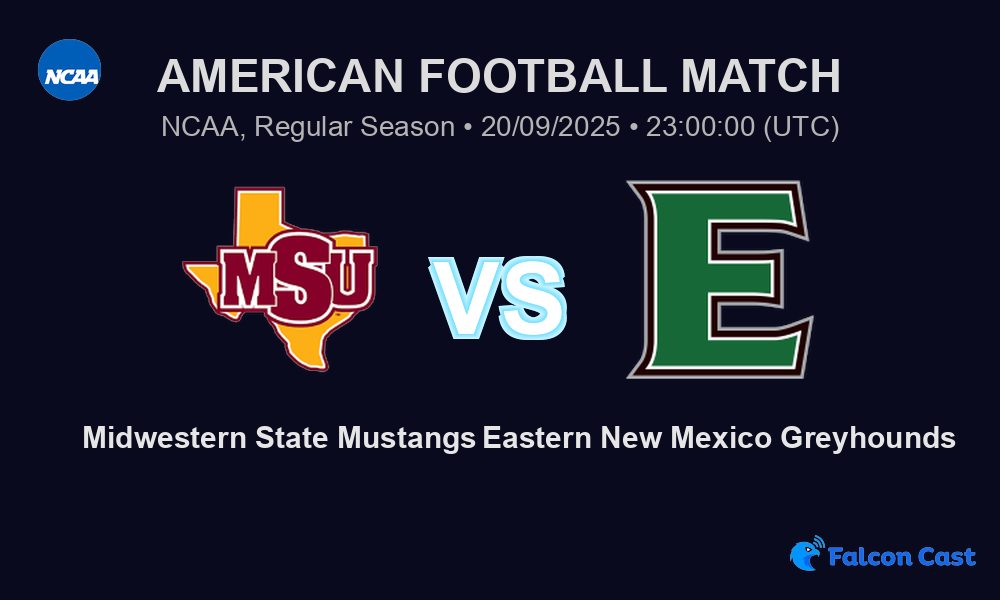 NCAA
AMERICAN FOOTBALL MATCH
NCAA, Regular Season • 20/09/2025 • 23:00:00 (UTC)
MSU
VS
E
Midwestern State Mustangs Eastern New Mexico Greyhounds
Falcon Cast